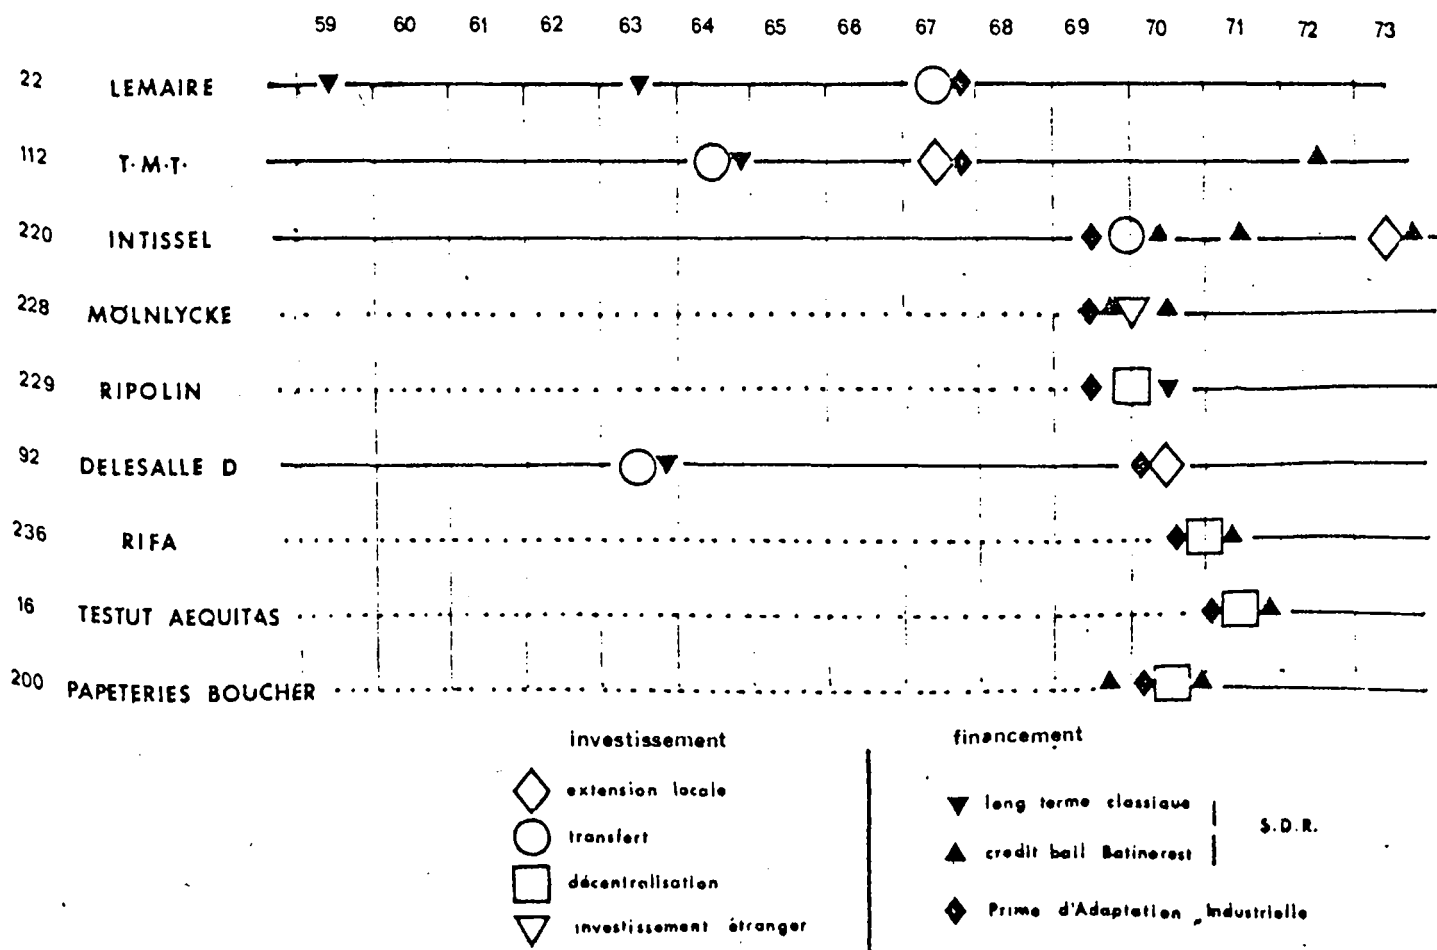 59 60 61 62 63 64 65 66 67 68 69 70 71 72 73
22 LEMAIRE
112 T.M.T.
220 INTISSEL
228 MÖLNLYCKE
229 RIPOLIN
92 DELESALLE D
236 RIFA
16 TESTUT AEQUITAS
200 PAPETERIES BOUCHER
investissement
extension locale
transfert
décentralisation
investissement étranger
financement
long terme classique
credit bail Batinorest
S.D.R.
Prime d'Adaptation Industrielle